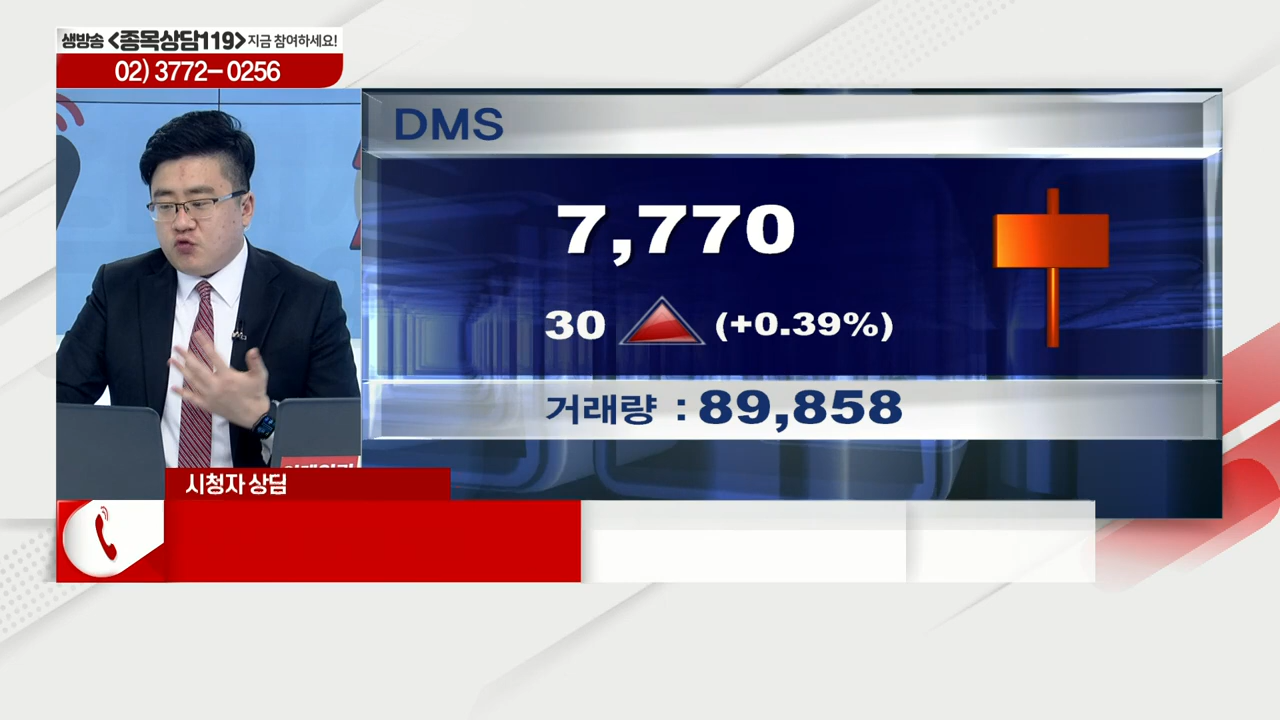 생방송 <종목상담119> 지금 참여하세요!
02) 3772-0256
DMS
7,770
30 (+0.39%)
거래량 : 89,858
시청자 상담